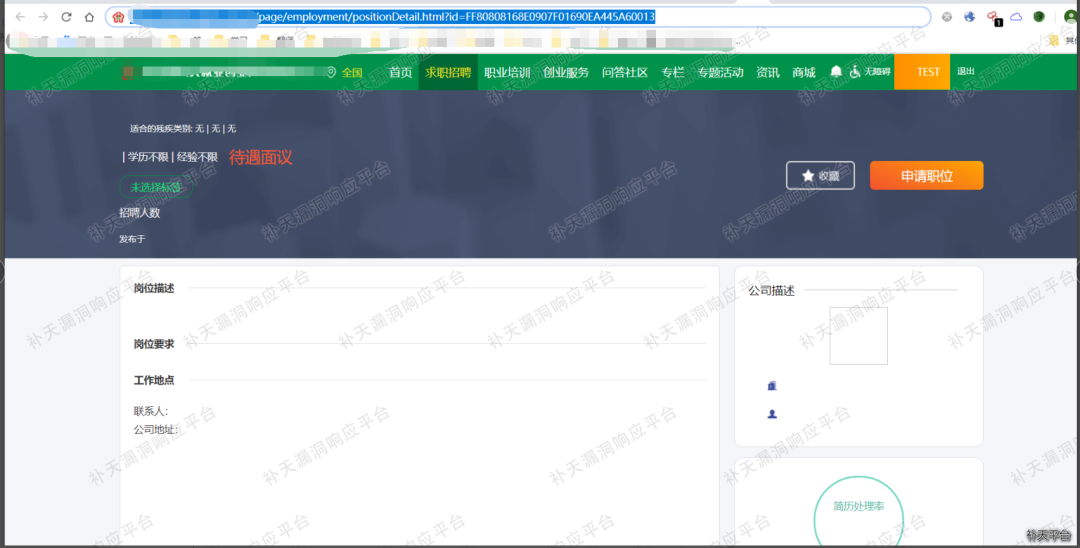 /page/employment/positionDetail.html?id=FF80808168E0907F01690EA445A60013
全国 首页 求职招聘 职业培训 创业服务 问答社区 专栏 专题活动 资讯 商城 无障碍 TEST 退出
适合的残疾类别: 无 | 无 | 无
| 学历不限 | 经验不限 待遇面议
收藏 申请职位
未选择标签
招聘人数
发布于
岗位描述
公司描述
岗位要求
工作地点
联系人:
公司地址:
简历处理率
补天漏洞响应平台
补天平台